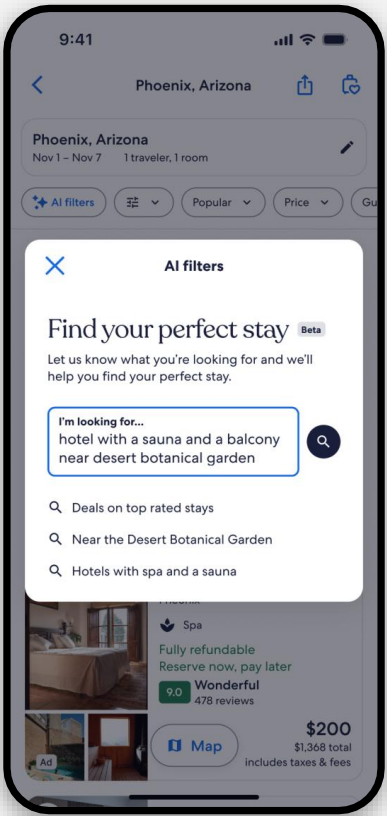 9:41
Phoenix, Arizona
Phoenix, Arizona
Nov 1 – Nov 7 1 traveler, 1 room
AI filters
Popular
Price
Gu
AI filters
Find your perfect stay Beta
Let us know what you're looking for and we'll
help you find your perfect stay.
I'm looking for...
hotel with a sauna and a balcony
near desert botanical garden
Deals on top rated stays
Near the Desert Botanical Garden
Hotels with spa and a sauna
Phoenix
Spa
Fully refundable
Reserve now, pay later
9.0 Wonderful
478 reviews
Ad
Map
$200
$1,368 total
includes taxes & fees